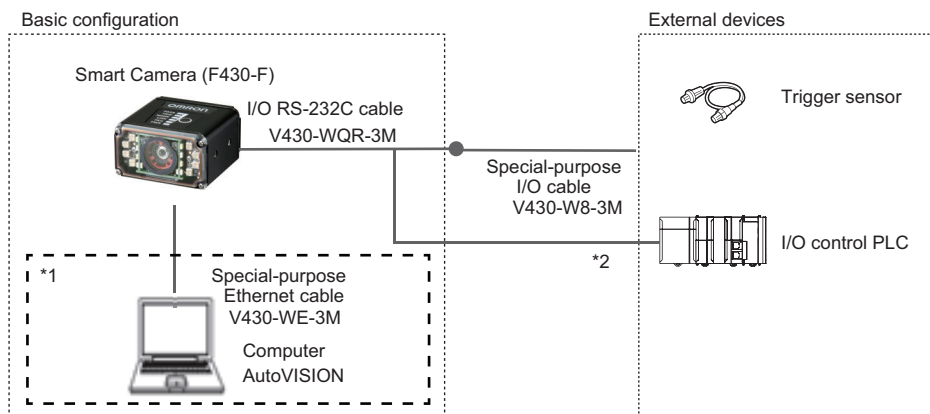 Basic configuration
External devices
Smart Camera (F430-F)
omron
I/O RS-232C cable
V430-WQR-3M
Trigger sensor
Special-purpose
I/O cable
V430-W8-3M
I/O control PLC
*2
*1
Special-purpose
Ethernet cable
V430-WE-3M
Computer
AutoVISION